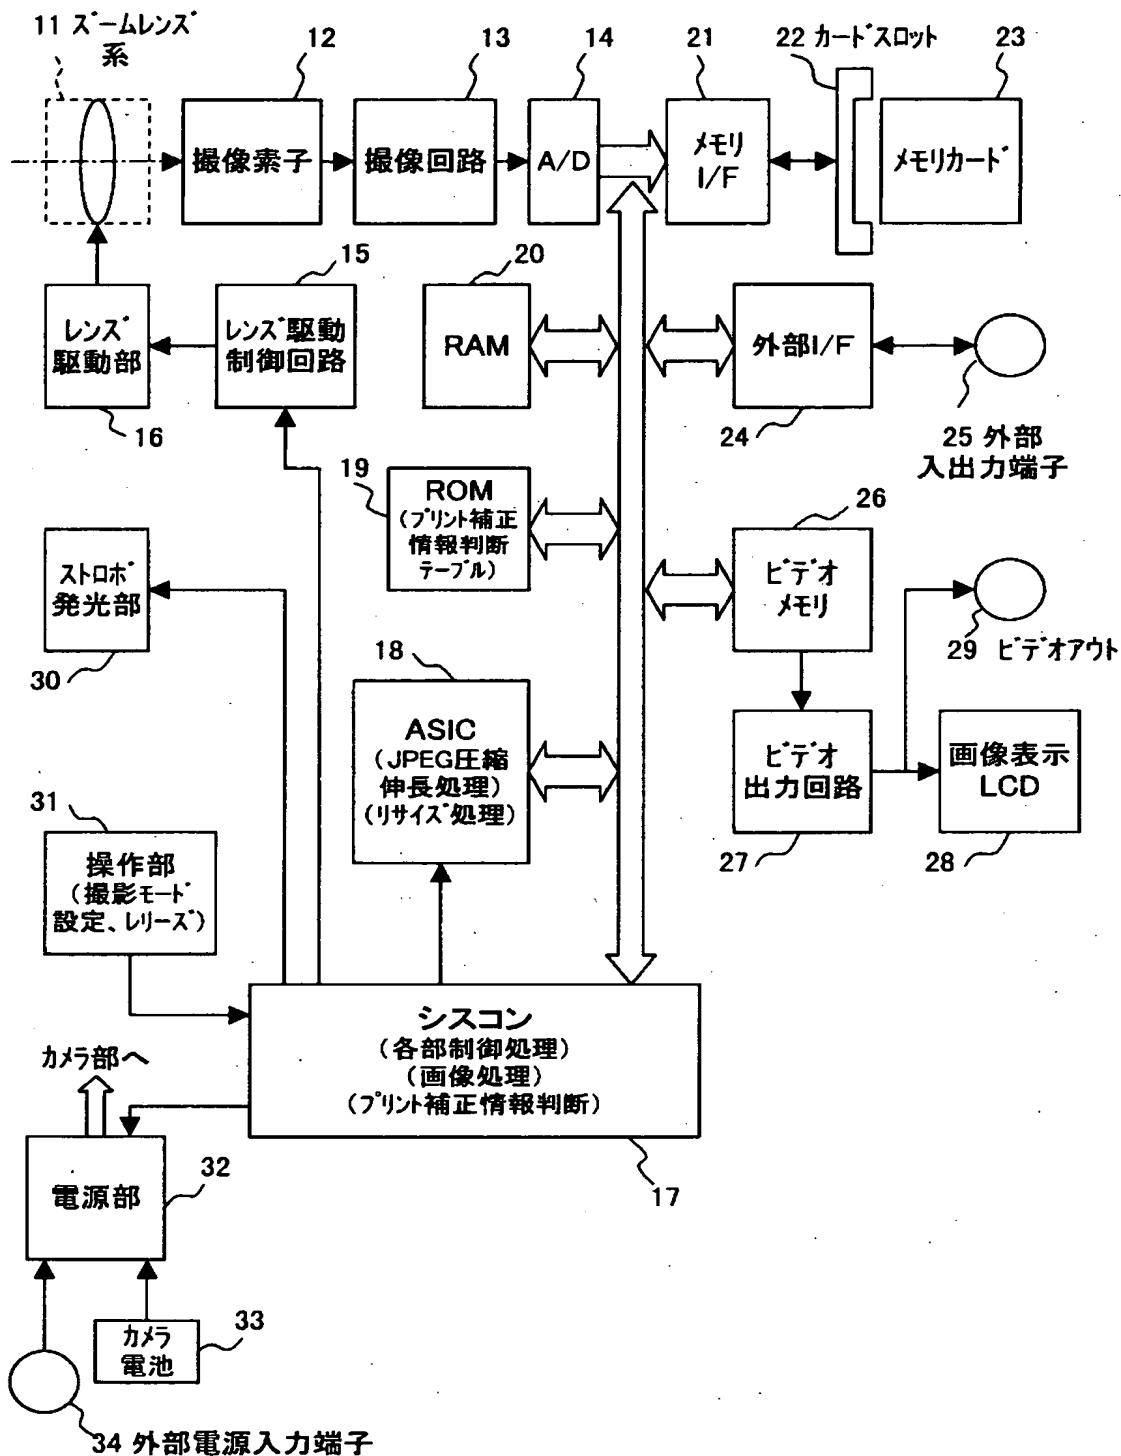 11 ズームレンズ
系
12
13
14
21
22 カードスロット
23
撮像素子
撮像回路
A/D
メモリ
I/F
メモリカード
15
20
レンズ
駆動部
レンズ駆動
制御回路
RAM
外部I/F
16
24
25 外部
入出力端子
19
ROM
(プリント補正
情報判断
テーブル)
26
ストロボ
発光部
ビデオ
メモリ
29 ビデオアウト
30
18
ASIC
(JPEG圧縮
伸長処理)
(リサイズ処理)
ビデオ
出力回路
画像表示
LCD
31
27
28
操作部
(撮影モード
設定、レリーズ)
シスコン
(各部制御処理)
(画像処理)
(プリント補正情報判断)
カメラ部へ
32
17
電源部
33
カメラ
電池
34 外部電源入力端子